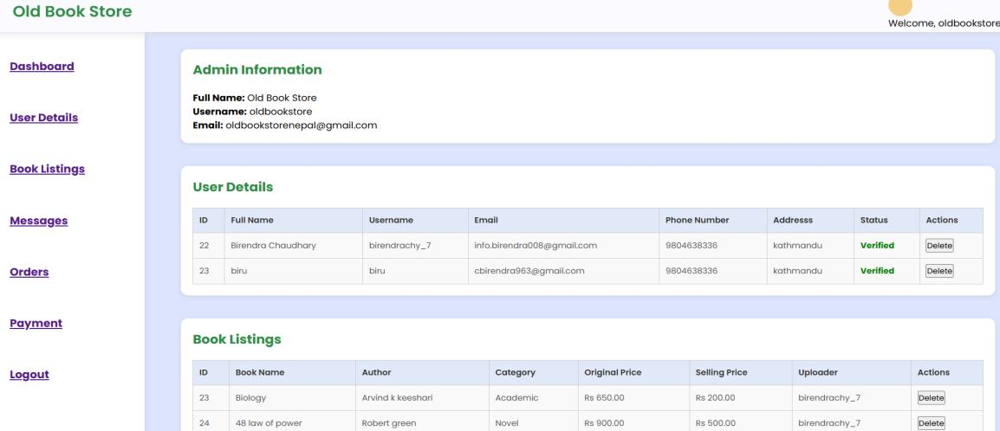 Old Book Store
Welcome, oldbookstore
Dashboard
User Details
Book Listings
Messages
Orders
Payment
Logout
Admin Information
Full Name: Old Book Store
Username: oldbookstore
Email: oldbookstorenepal@gmail.com
User Details
ID Full Name Username Email Phone Number Addresss Status Actions
22 Birendra Chaudhary birendrachy_7 info.birendra008@gmail.com 9804638336 kathmandu Verified Delete
23 biru biru cbirendra963@gmail.com 9804638336 kathmandu Verified Delete
Book Listings
ID Book Name Author Category Original Price Selling Price Uploader Actions
23 Biology Arvind k keeshari Academic Rs 650.00 Rs 200.00 birendrachy_7 Delete
24 48 law of power Robert green Novel Rs 900.00 Rs 500.00 birendrachy_7 Delete